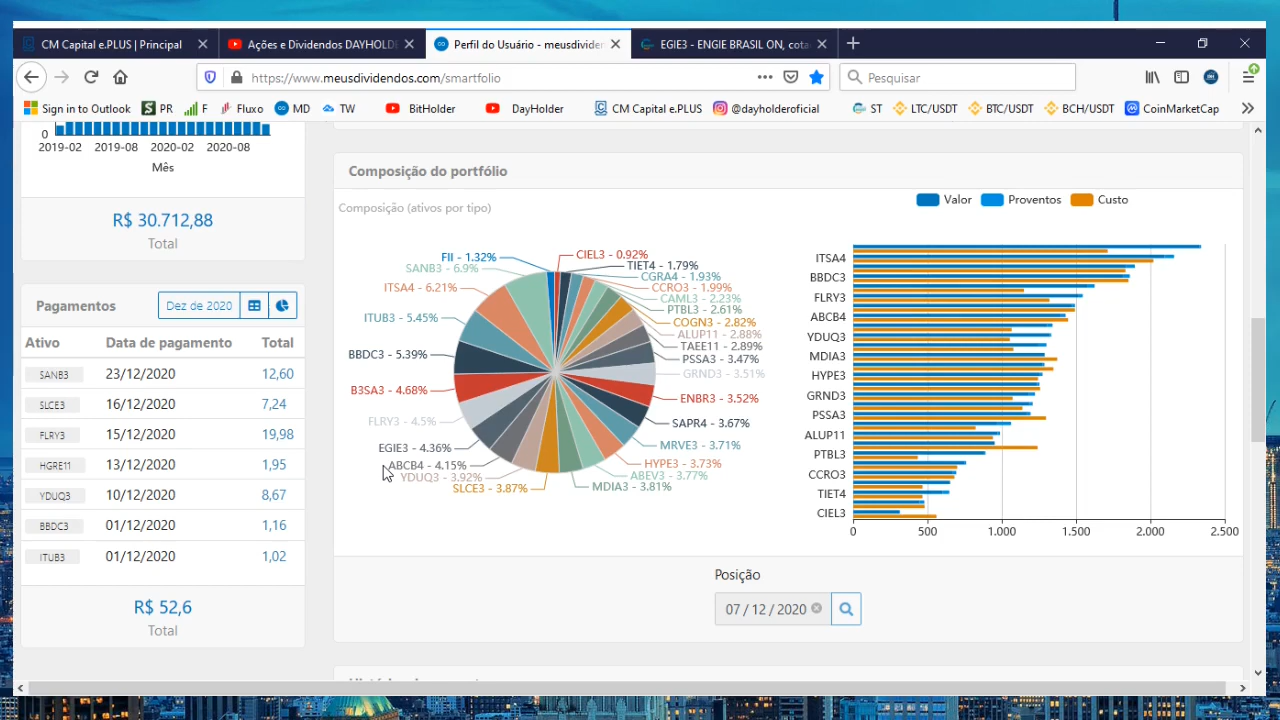 CM Capital e.PLUS | Principal
Ações e Dividendos DAYHOLDE
Perfil do Usuário - meusdividen
EGIE3 - ENGIE BRASIL ON, cota
https://www.meusdividendos.com/smartfolio
Pesquisar
Sign in to Outlook
PR
F
Fluxo
MD
TW
BitHolder
DayHolder
CM Capital e.PLUS
@dayholderoficial
ST
LTC/USDT
BTC/USDT
BCH/USDT
CoinMarketCap
0
2019-02 2019-08 2020-02 2020-08
Mês
R$ 30.712,88
Total
Pagamentos
Dez de 2020
Ativo Data de pagamento Total
SANB3 23/12/2020 12,60
SLCE3 16/12/2020 7,24
FLRY3 15/12/2020 19,98
HGRE11 13/12/2020 1,95
YDUQ3 10/12/2020 8,67
BBDC3 01/12/2020 1,16
ITUB3 01/12/2020 1,02
R$ 52,6
Total
Composição do portfólio
Composição (ativos por tipo)
FII - 1.32%
SANB3 - 6.9%
ITSA4 - 6.21%
ITUB3 - 5.45%
BBDC3 - 5.39%
B3SA3 - 4.68%
FLRY3 - 4.5%
EGIE3 - 4.36%
ABCB4 - 4.15%
YDUQ3 - 3.92%
SLCE3 - 3.87%
CIEL3 - 0.92%
TIET4 - 1.79%
CGRA4 - 1.93%
CCRO3 - 1.99%
CAML3 - 2.23%
PTBL3 - 2.61%
COGN3 - 2.82%
ALUP11 - 2.88%
TAEE11 - 2.89%
PSSA3 - 3.47%
GRND3 - 3.51%
ENBR3 - 3.52%
SAPR4 - 3.67%
MRVE3 - 3.71%
HYPE3 - 3.73%
ABEV3 - 3.77%
MDIA3 - 3.81%
Valor Proventos Custo
ITSA4
BBDC3
FLRY3
ABCB4
YDUQ3
MDIA3
HYPE3
GRND3
PSSA3
ALUP11
PTBL3
CCRO3
TIET4
CIEL3
0 500 1.000 1.500 2.000 2.500
Posição
07 / 12 / 2020